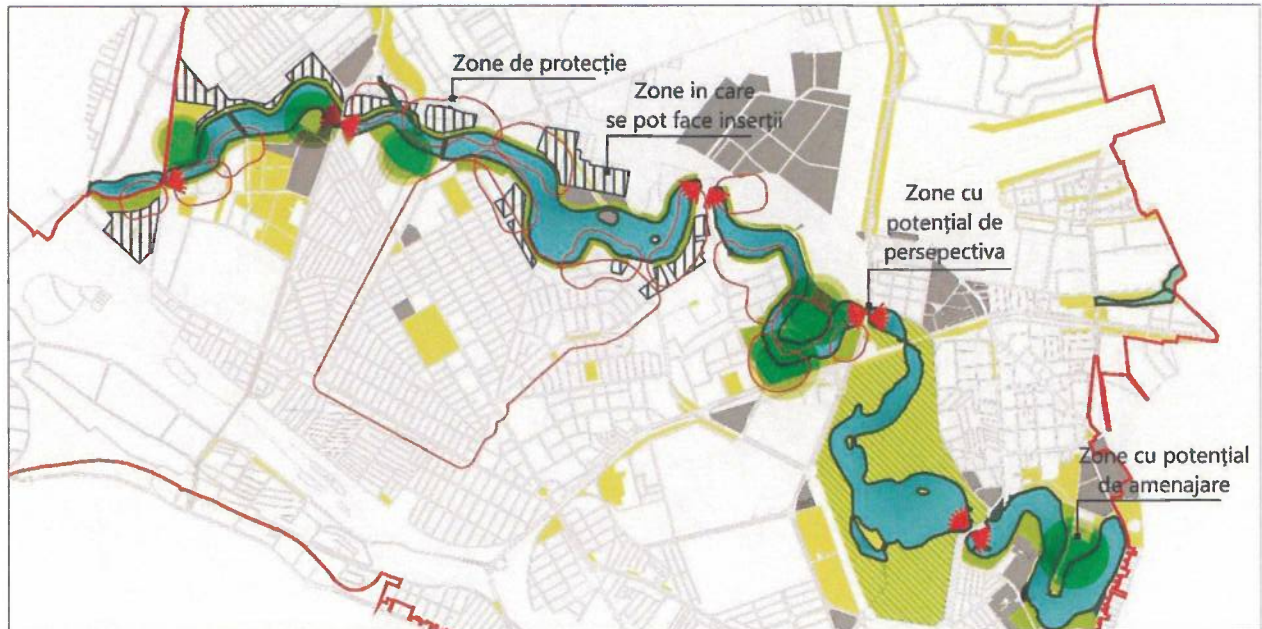 Zone de protecție
Zone in care
se pot face inserții
Zone cu
potențial de
persepectiva
Zone cu potențial
de amenajare